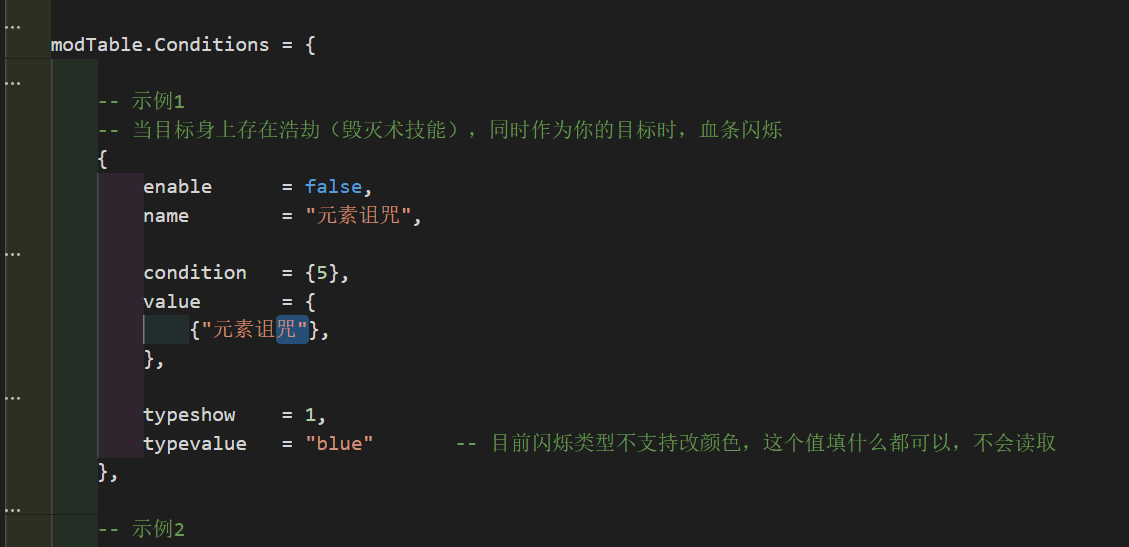 modTable.Conditions = {
-- 示例1
-- 当目标身上存在浩劫（毁灭术技能），同时作为你的目标时，血条闪烁
{
enable      = false,
name        = "元素诅咒",
condition   = {5},
value       = {
{"元素诅咒"},
},
typeshow    = 1,
typevalue   = "blue"       -- 目前闪烁类型不支持改颜色，这个值填什么都可以，不会读取
},
-- 示例2